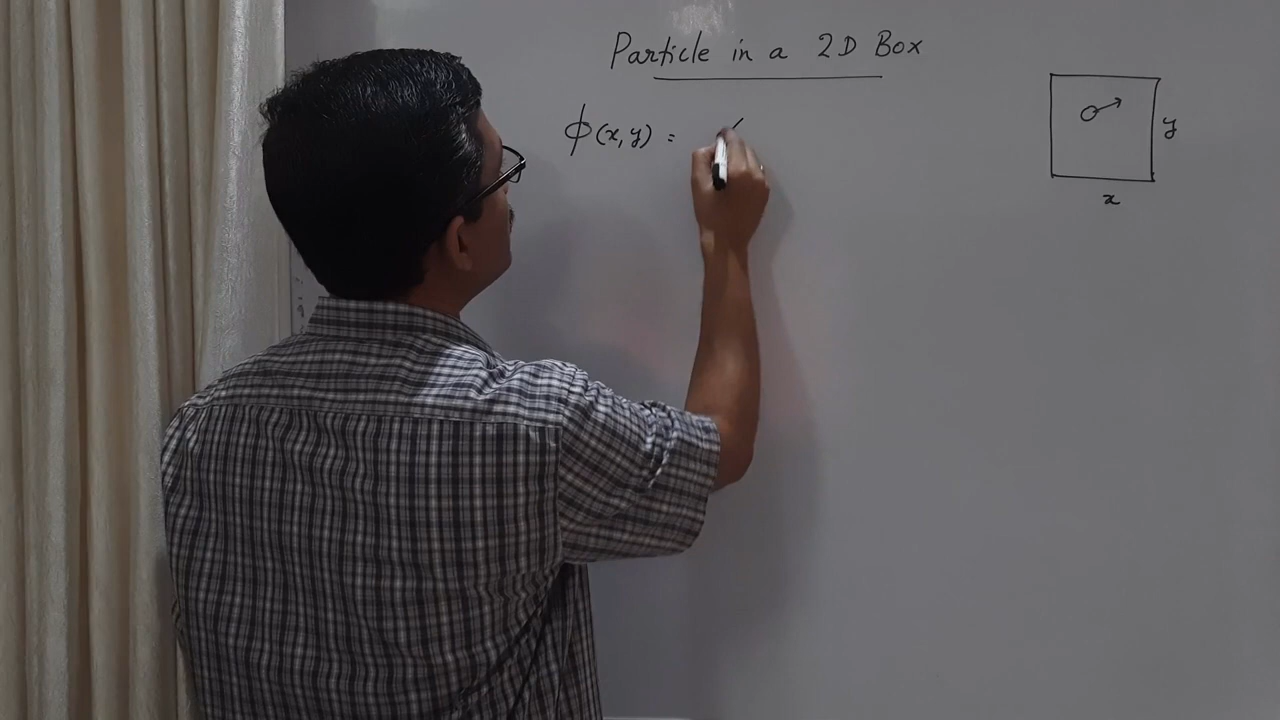 Particle in a 2D Box
ϕ(x,y) =
y
x